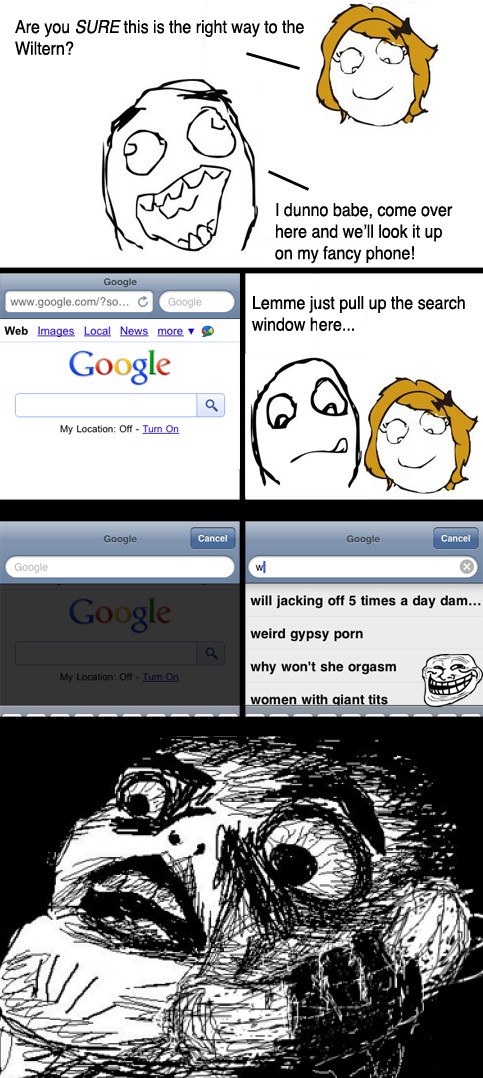 Are you SURE this is the right way to the
Wiltern?
I dunno babe, come over
here and we'll look it up
on my fancy phone!
Google
www.google.com/?so...
Google
Web Images Local News more ▼
Google
My Location: Off - Turn On
Lemme just pull up the search
window here...
Google
Cancel
Google
Google
My Location: Off - Turn On
Google
Cancel
w
will jacking off 5 times a day dam...
weird gypsy porn
why won't she orgasm
women with giant tits